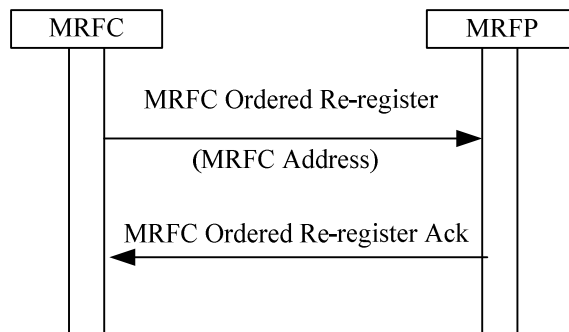 MRFC
MRFP
MRFC Ordered Re-register
(MRFC Address)
MRFC Ordered Re-register Ack